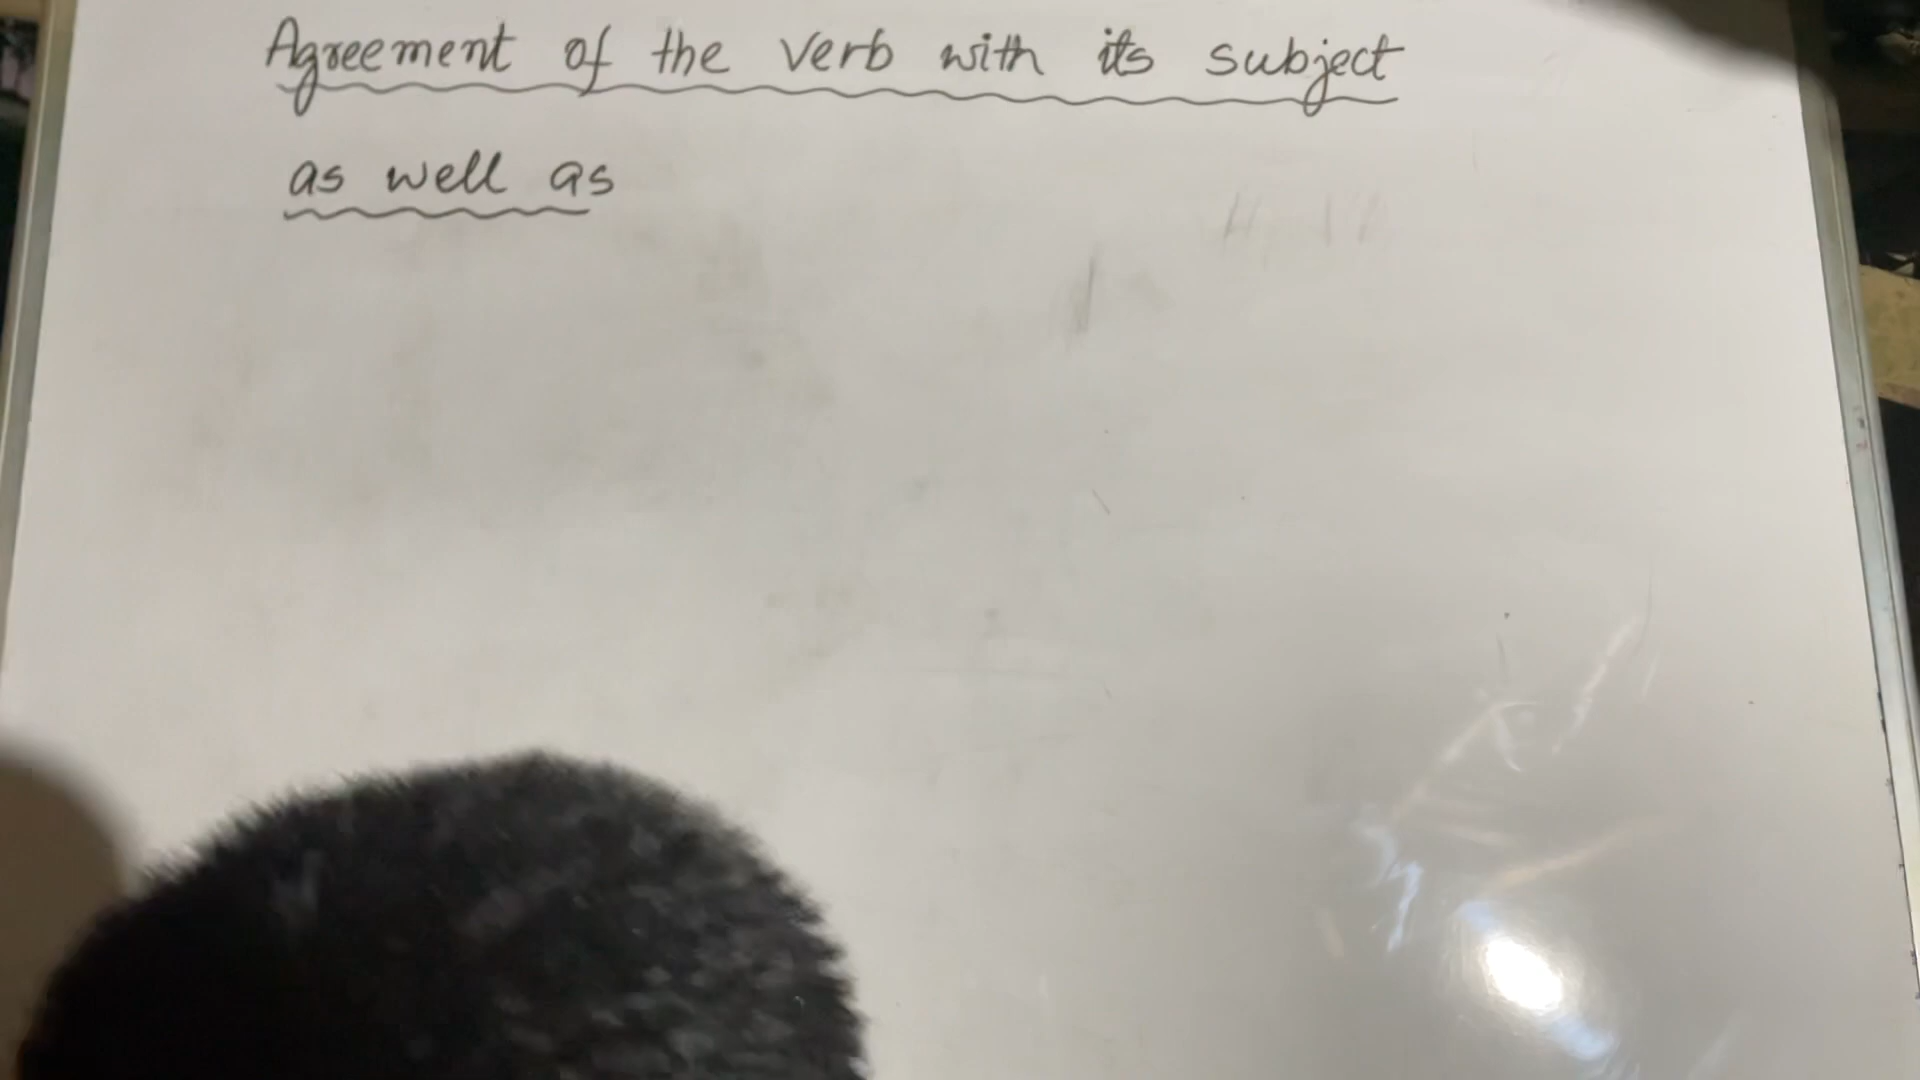 Agreement of the verb with its subject
as well as